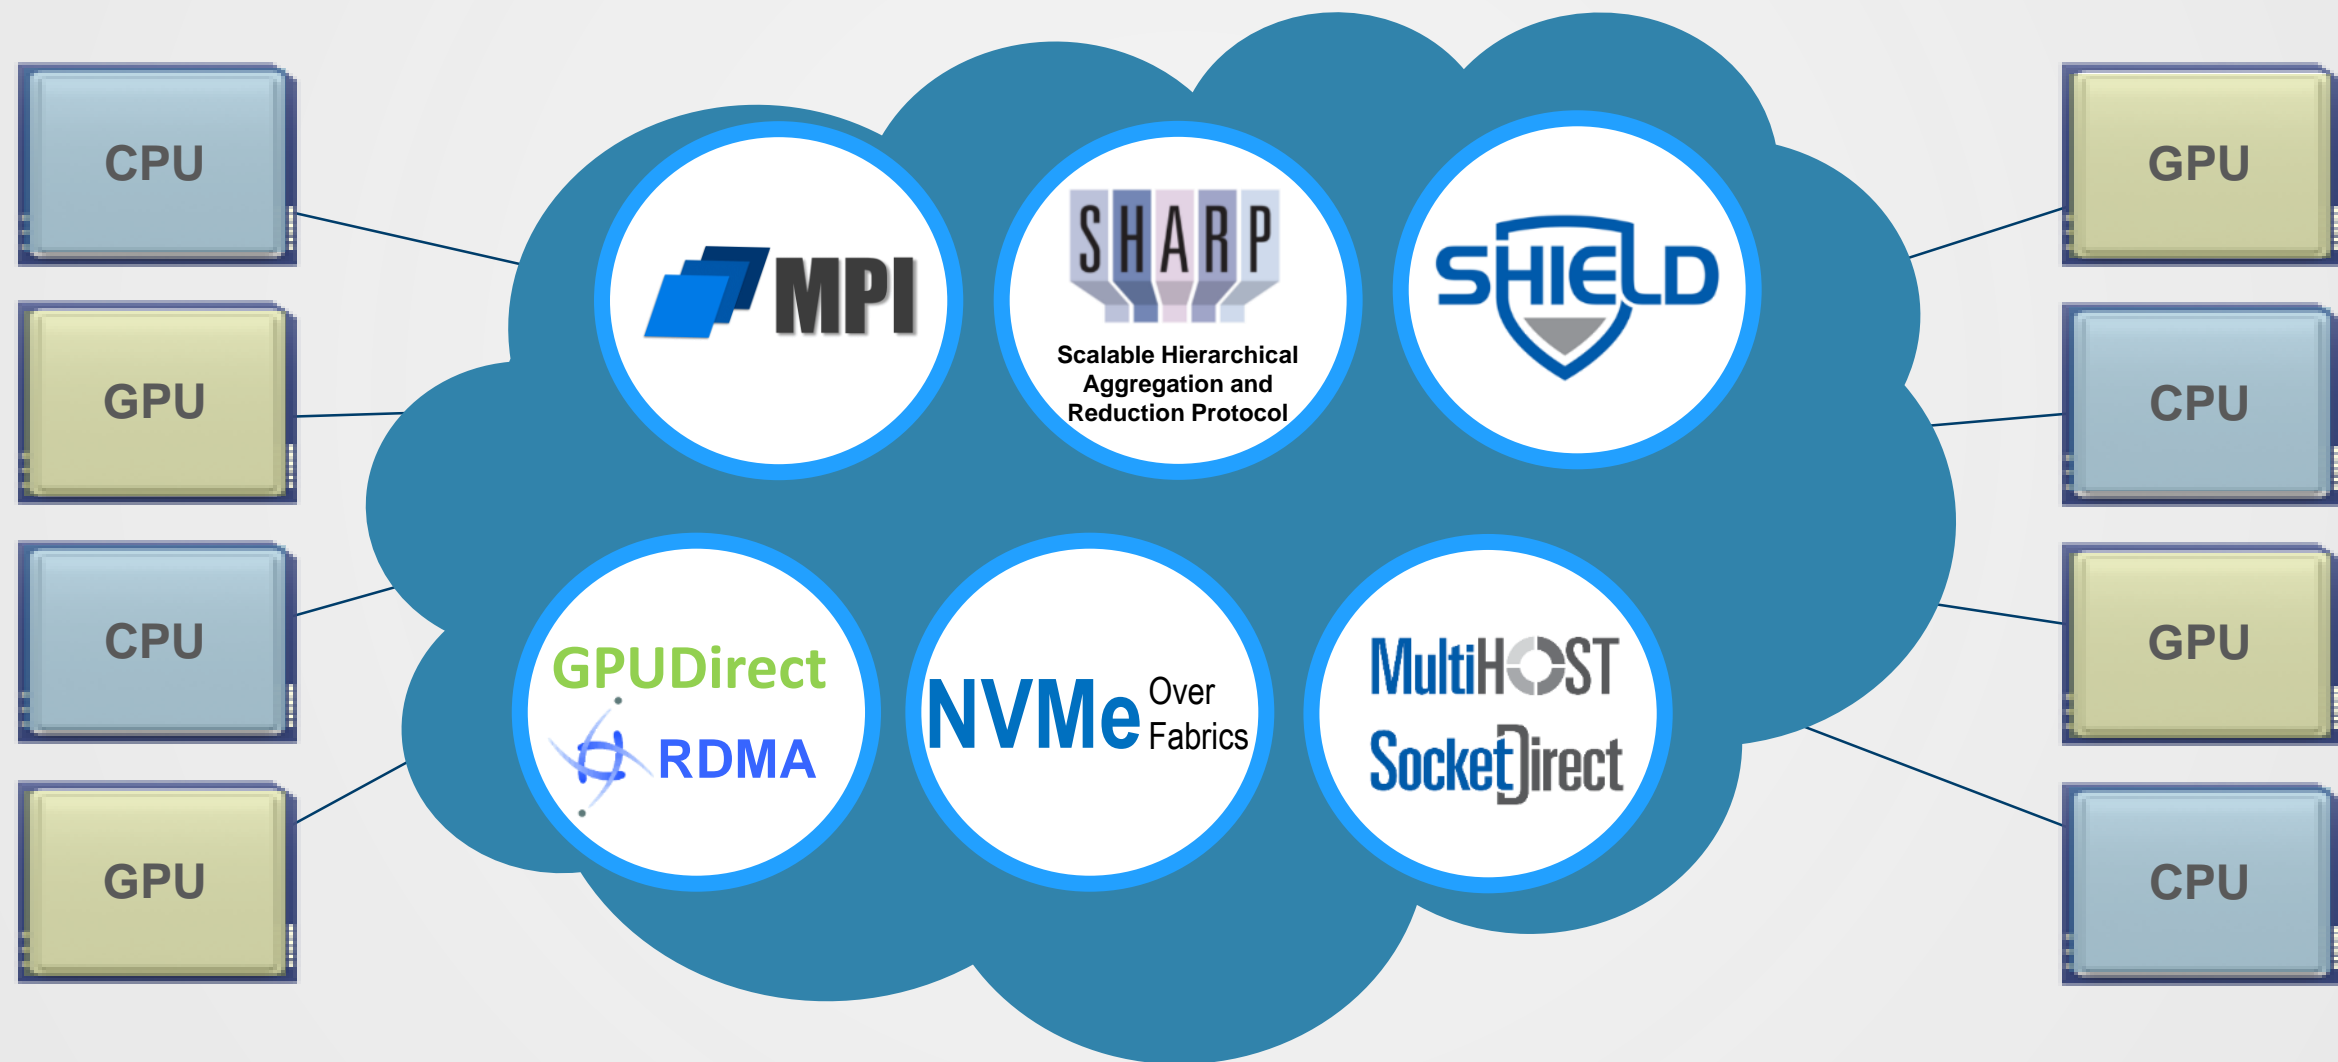 CPU
GPU
CPU
GPU
MPI
SHARP
Scalable Hierarchical
Aggregation and
Reduction Protocol
SHIELD
GPUDirect
RDMA
NVMe Over
Fabrics
MultiHOST
SocketDirect
GPU
CPU
GPU
CPU